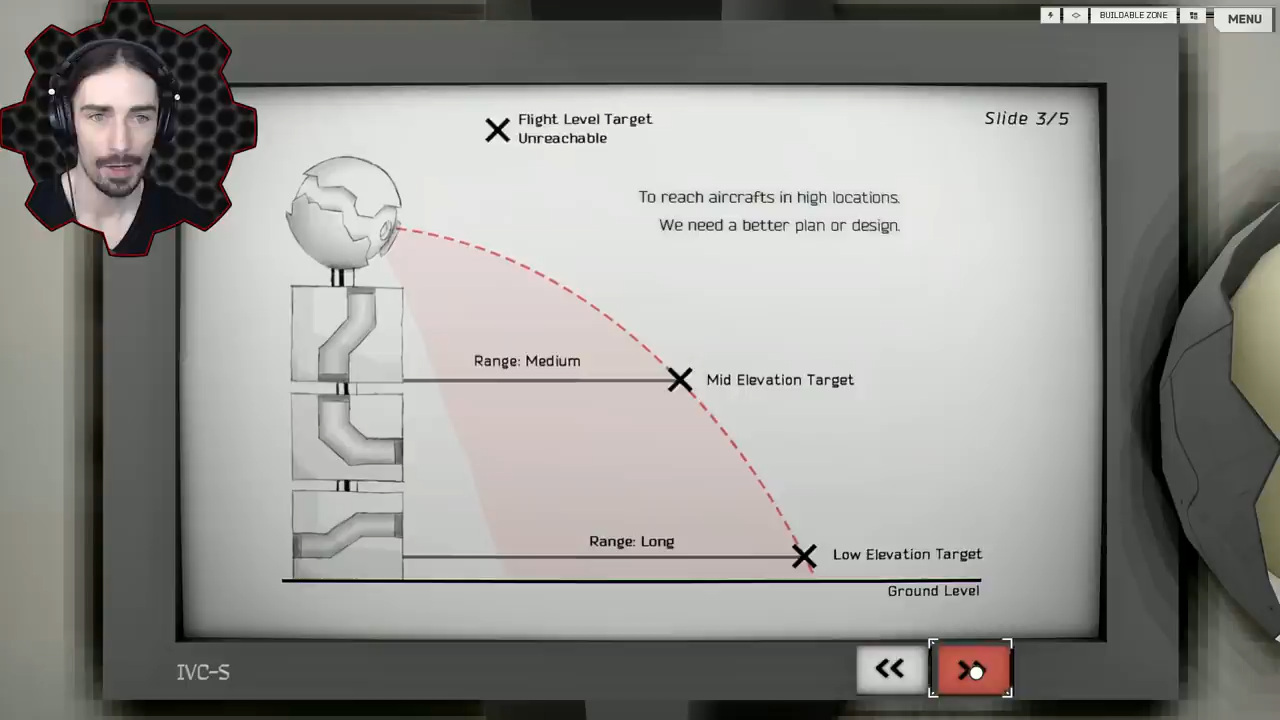 BUILDABLE ZONE
MENU
Flight Level Target
Unreachable
Slide 3/5
To reach aircrafts in high locations.
We need a better plan or design.
Range: Medium
Mid Elevation Target
Range: Long
Low Elevation Target
Ground Level
IVC-S